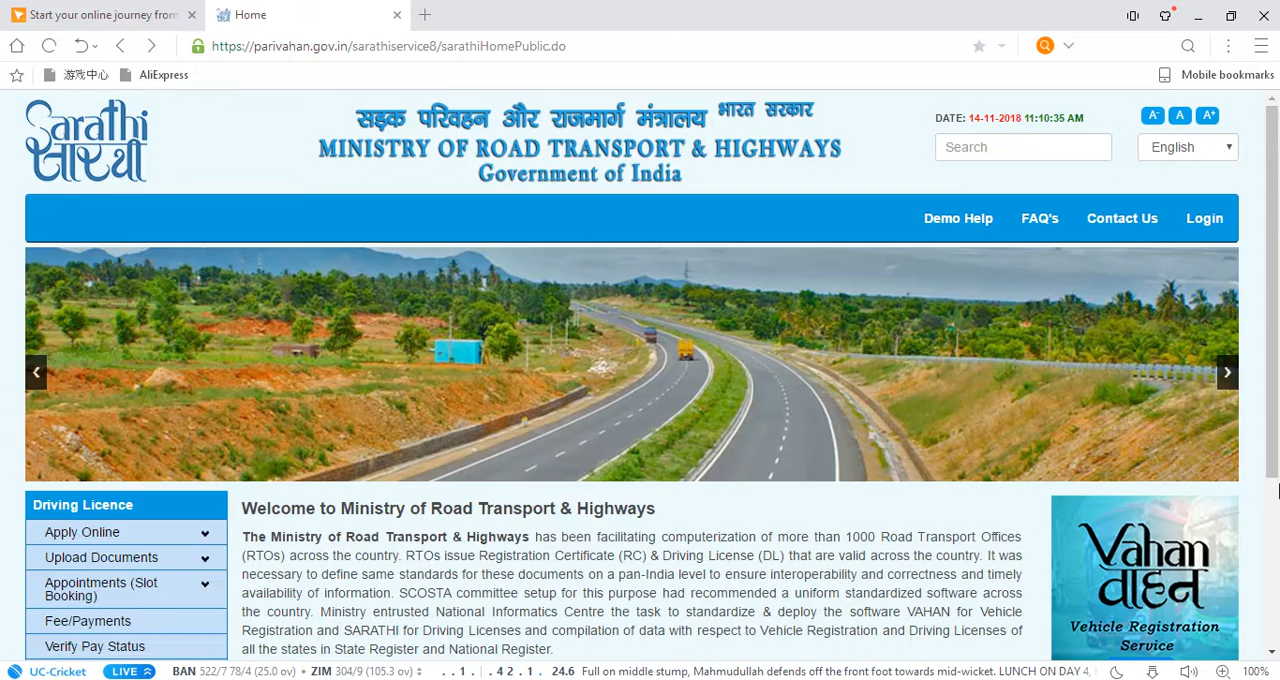 Start your online journey from
Home
https://parivahan.gov.in/sarathiservice8/sarathiHomePublic.do
游戏中心
AliExpress
Mobile bookmarks
Sarathi
सारथी
सड़क परिवहन और राजमार्ग मंत्रालय भारत सरकार
MINISTRY OF ROAD TRANSPORT & HIGHWAYS
Government of India
DATE: 14-11-2018 11:10:35 AM
A- A A+
Search
English
Demo Help FAQ's Contact Us Login
Driving Licence
Apply Online
Upload Documents
Appointments (Slot
Booking)
Fee/Payments
Verify Pay Status
Welcome to Ministry of Road Transport & Highways
The Ministry of Road Transport & Highways has been facilitating computerization of more than 1000 Road Transport Offices
(RTOs) across the country. RTOs issue Registration Certificate (RC) & Driving License (DL) that are valid across the country. It was
necessary to define same standards for these documents on a pan-India level to ensure interoperability and correctness and timely
availability of information. SCOSTA committee setup for this purpose had recommended a uniform standardized software across
the country. Ministry entrusted National Informatics Centre the task to standardize & deploy the software VAHAN for Vehicle
Registration and SARATHI for Driving Licenses and compilation of data with respect to Vehicle Registration and Driving Licenses of
all the states in State Register and National Register.
Vahan
वाहन
Vehicle Registration
Service
UC-Cricket LIVE BAN 522/7 78/4 (25.0 ov) • ZIM 304/9 (105.3 ov) . . 1 . | . 4 2 . 1 . 24.6 Full on middle stump, Mahmudullah defends off the front foot towards mid-wicket. LUNCH ON DAY 4, 100%